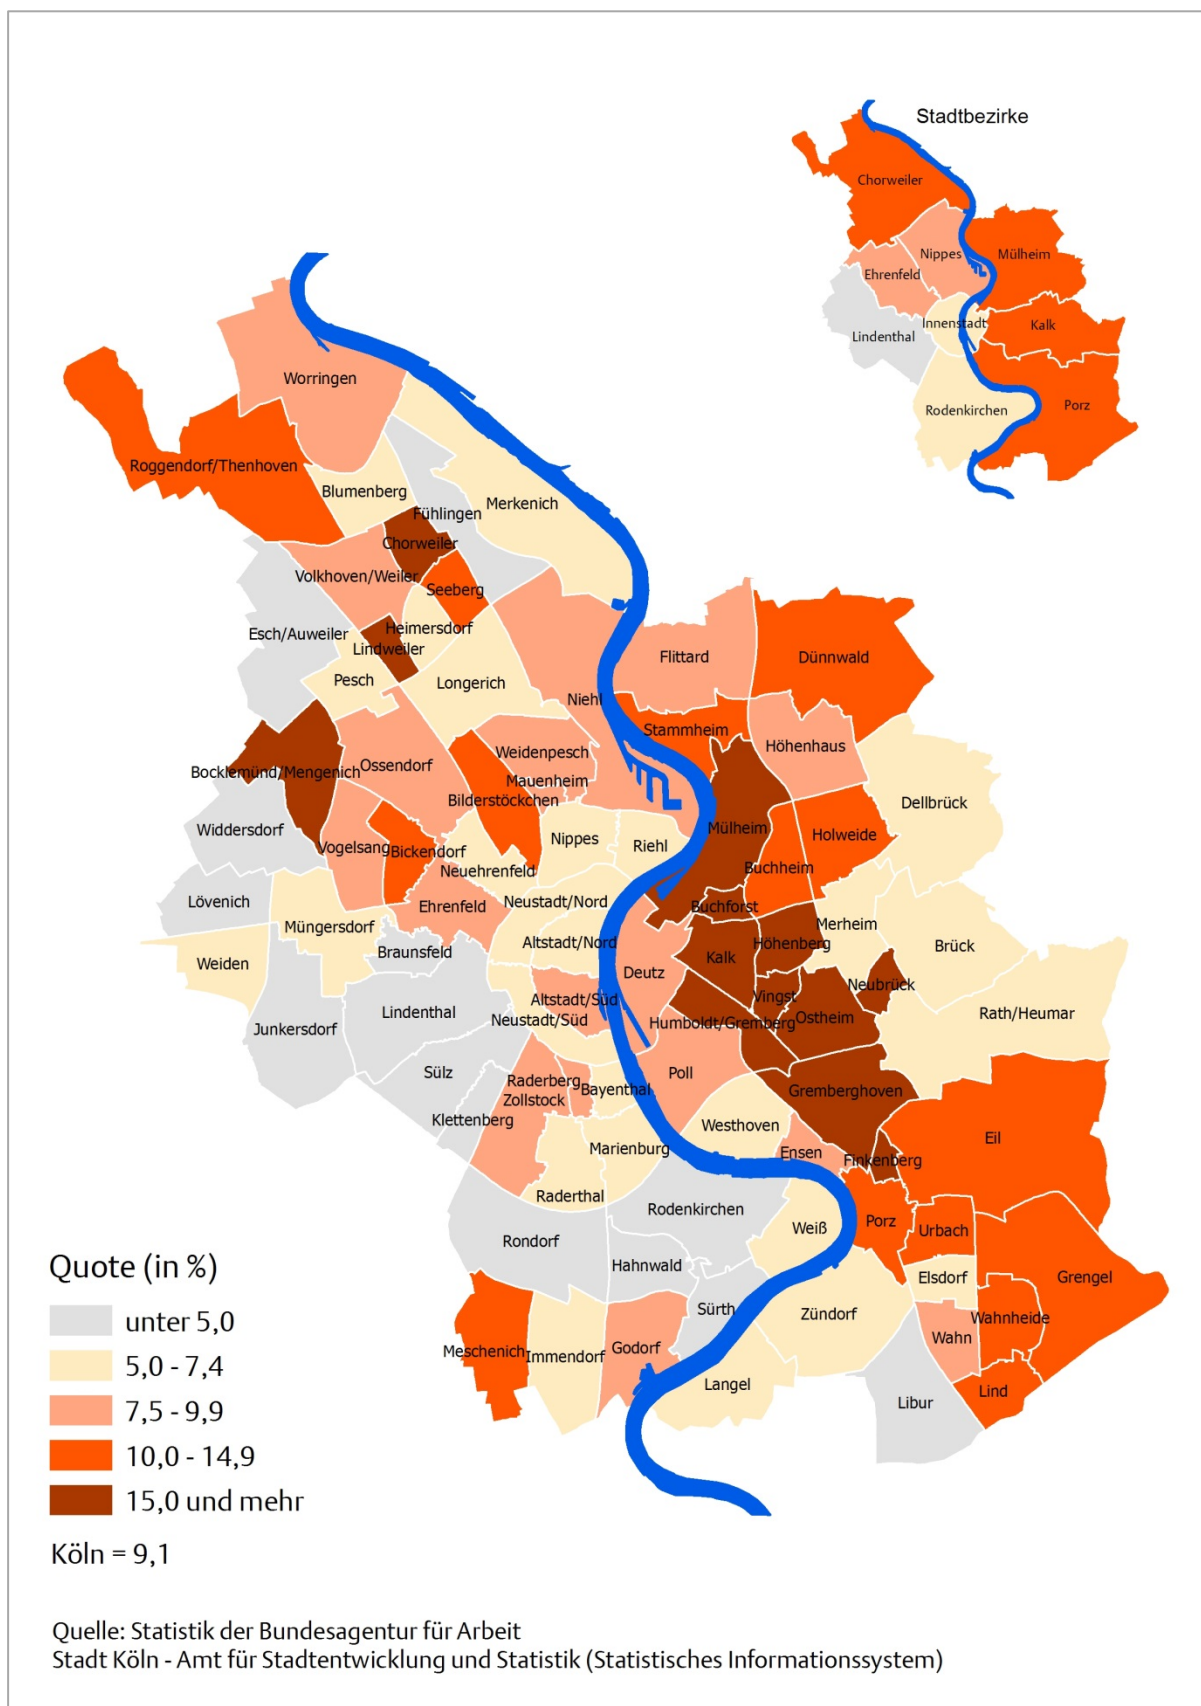 Stadtbezirke
Chorweiler
Nippes
Mülheim
Ehrenfeld
Innenstadt
Kalk
Lindenthal
Rodenkirchen
Porz
Worringen
Roggendorf/Thenhoven
Blumenberg
Merkenich
Fühlingen
Chorweiler
Volkhoven/Weiler
Seeberg
Esch/Auweiler
Heimersdorf
Lindweiler
Pesch
Longerich
Flittard
Dünnwald
Niehl
Stammheim
Höhenhaus
Weidenpesch
Ossendorf
Bocklemünd/Mengenich
Mauenheim
Bilderstöckchen
Dellbrück
Widdersdorf
Mülheim
Holweide
Nippes
Riehl
Vogelsang
Bickendorf
Neuehrenfeld
Buchheim
Lövenich
Ehrenfeld
Neustadt/Nord
Buchforst
Müngersdorf
Merheim
Braunsfeld
Altstadt/Nord
Höhenberg
Brück
Weiden
Kalk
Deutz
Neubrück
Vingst
Altstadt/Süd
Lindenthal
Neustadt/Süd
Humboldt/Gremberg
Ostheim
Rath/Heumar
Junkersdorf
Sülz
Poll
Raderberg
Bayenthal
Gremberghoven
Zollstock
Klettenberg
Westhoven
Eil
Marienburg
Ensen
Finkenberg
Raderthal
Rodenkirchen
Weiß
Porz
Urbach
Rondorf
Hahnwald
Elsdorf
Grengel
Sürth
Zündorf
Wahnheide
Wahn
Meschenich
Immendorf
Godorf
Langel
Lind
Libur
Quote (in %)
unter 5,0
5,0 - 7,4
7,5 - 9,9
10,0 - 14,9
15,0 und mehr
Köln = 9,1
Quelle: Statistik der Bundesagentur für Arbeit
Stadt Köln - Amt für Stadtentwicklung und Statistik (Statistisches Informationssystem)